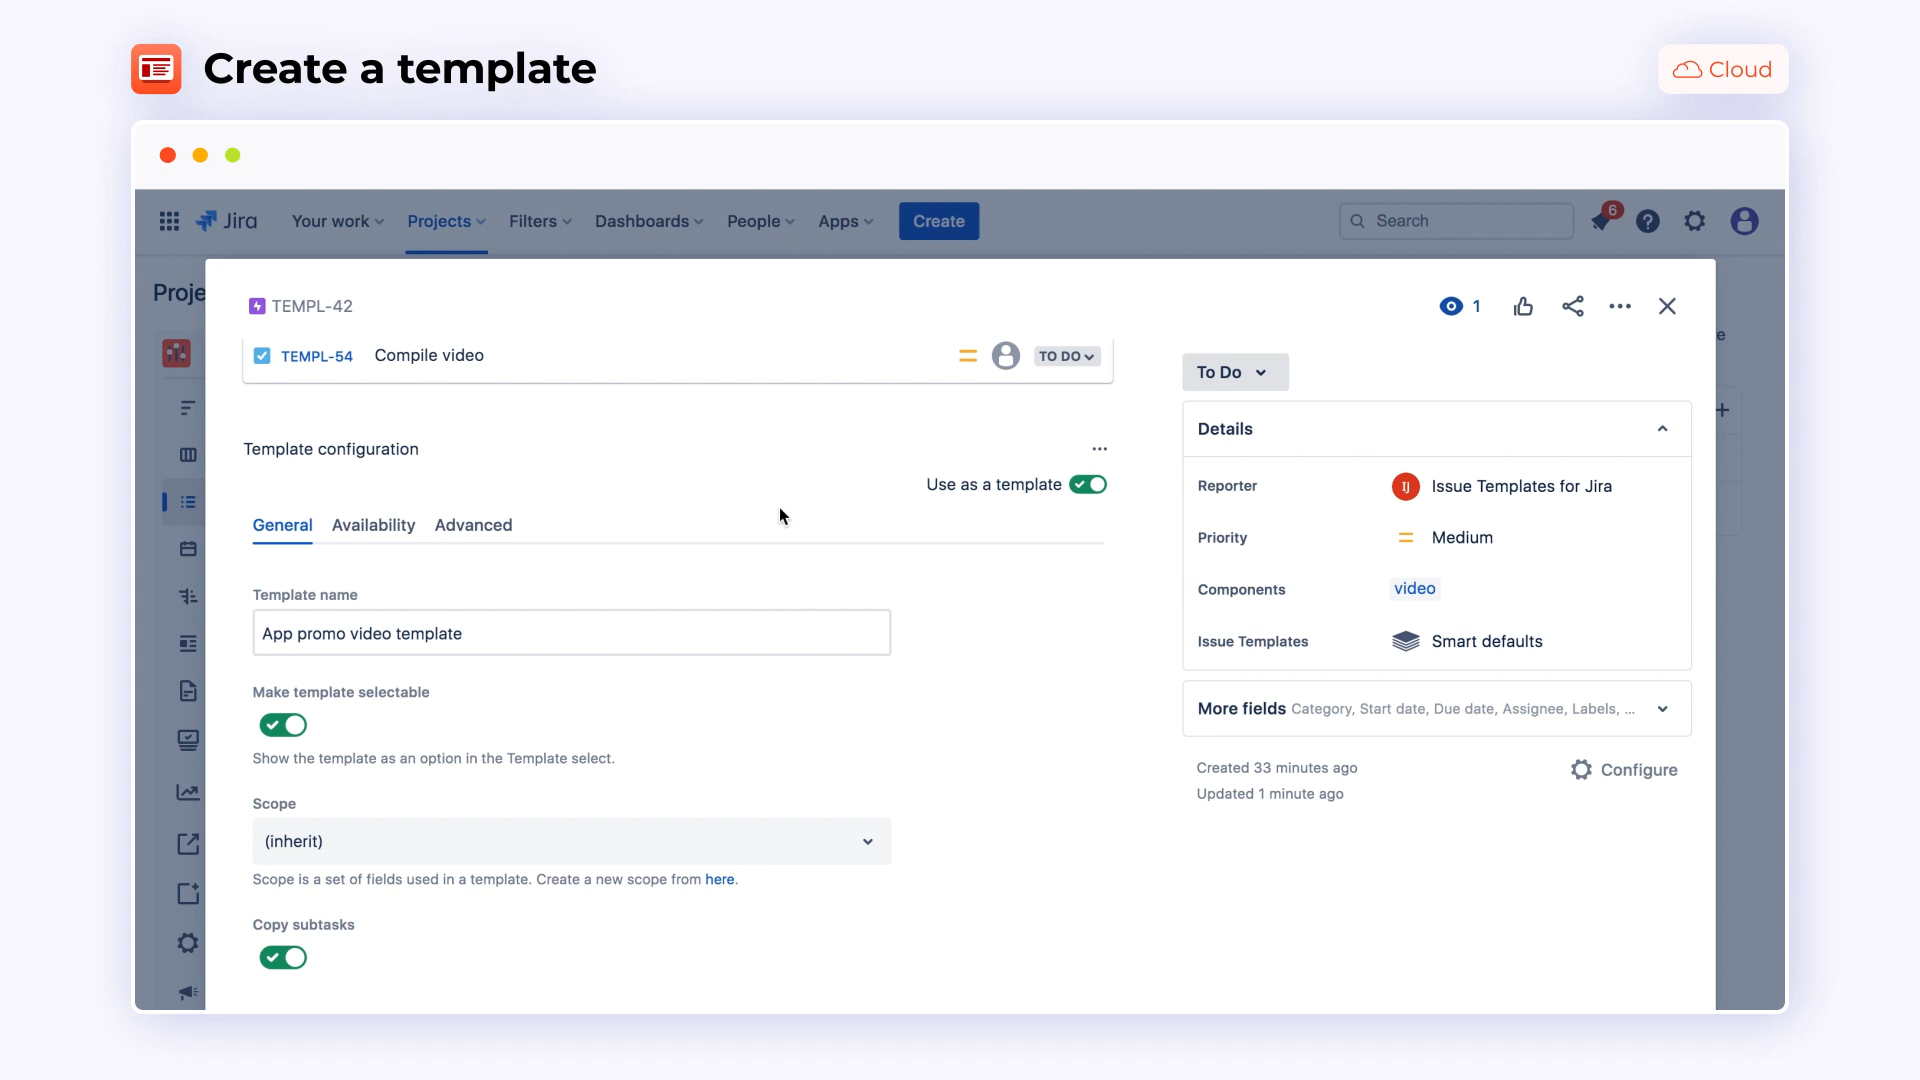 Create a template
Cloud
Jira
Your work
Projects
Filters
Dashboards
People
Apps
Create
Search
6
Proje
TEMPL-42
1
TEMPL-54 Compile video
TO DO
To Do
Template configuration
Use as a template
General Availability Advanced
Template name
App promo video template
Make template selectable
Show the template as an option in the Template select.
Scope
(inherit)
Scope is a set of fields used in a template. Create a new scope from here.
Copy subtasks
Details
Reporter
IJ
Issue Templates for Jira
Priority
Medium
Components
video
Issue Templates
Smart defaults
More fields Category, Start date, Due date, Assignee, Labels, ...
Created 33 minutes ago
Configure
Updated 1 minute ago
e